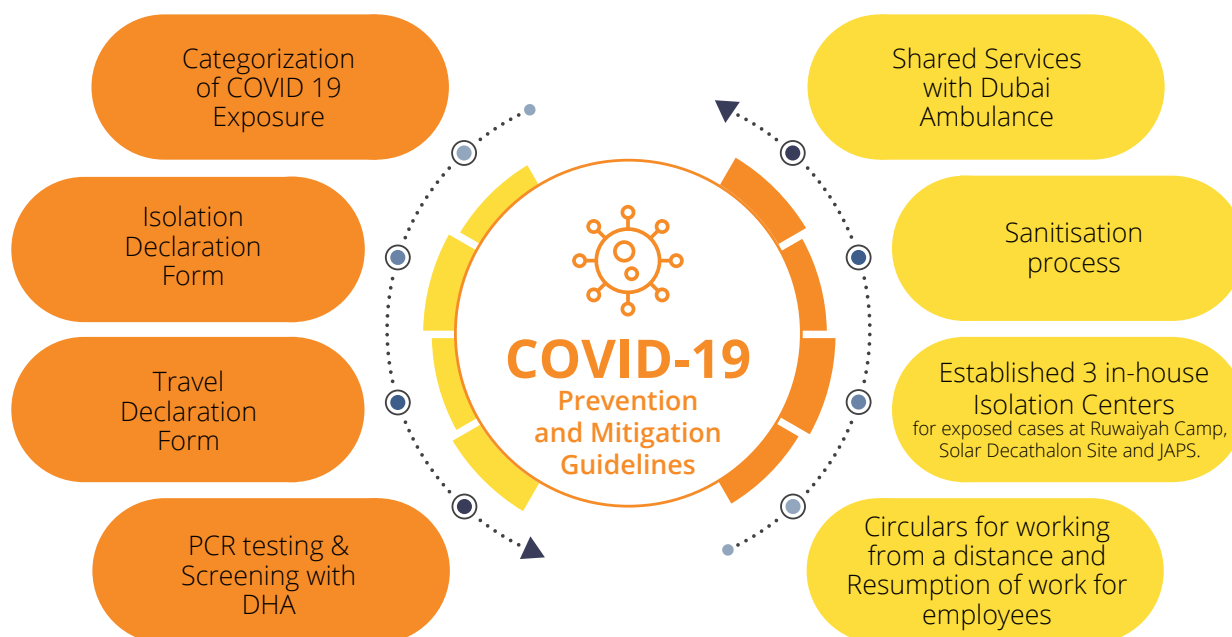 Categorization
of COVID 19
Exposure
Isolation
Declaration
Form
Travel
Declaration
Form
PCR testing &
Screening with
DHA
COVID-19
Prevention
and Mitigation
Guidelines
Shared Services
with Dubai
Ambulance
Sanitisation
process
Established 3 in-house
Isolation Centers
for exposed cases at Ruwaiyah Camp,
Solar Decathalon Site and JAPS.
Circulars for working
from a distance and
Resumption of work for
employees